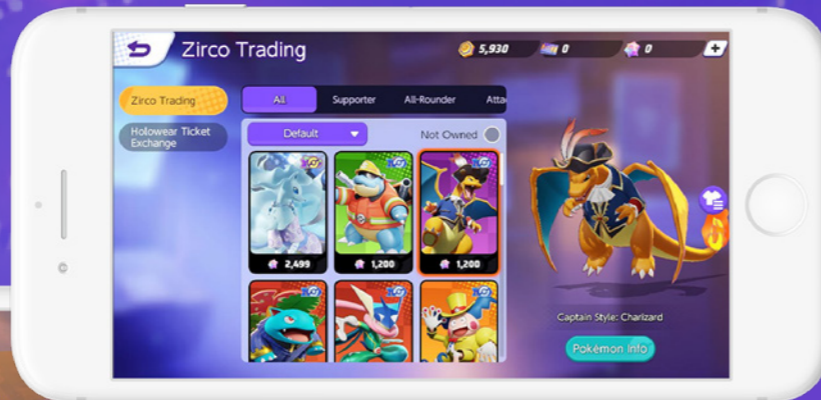 Zirco Trading
5,930
0
0
+
Zirco Trading
Holowear Ticket
Exchange
All
Supporter
All-Rounder
Atta
Default
Not Owned
2,499
1,200
1,200
Captain Style: Charizard
Pokémon Info